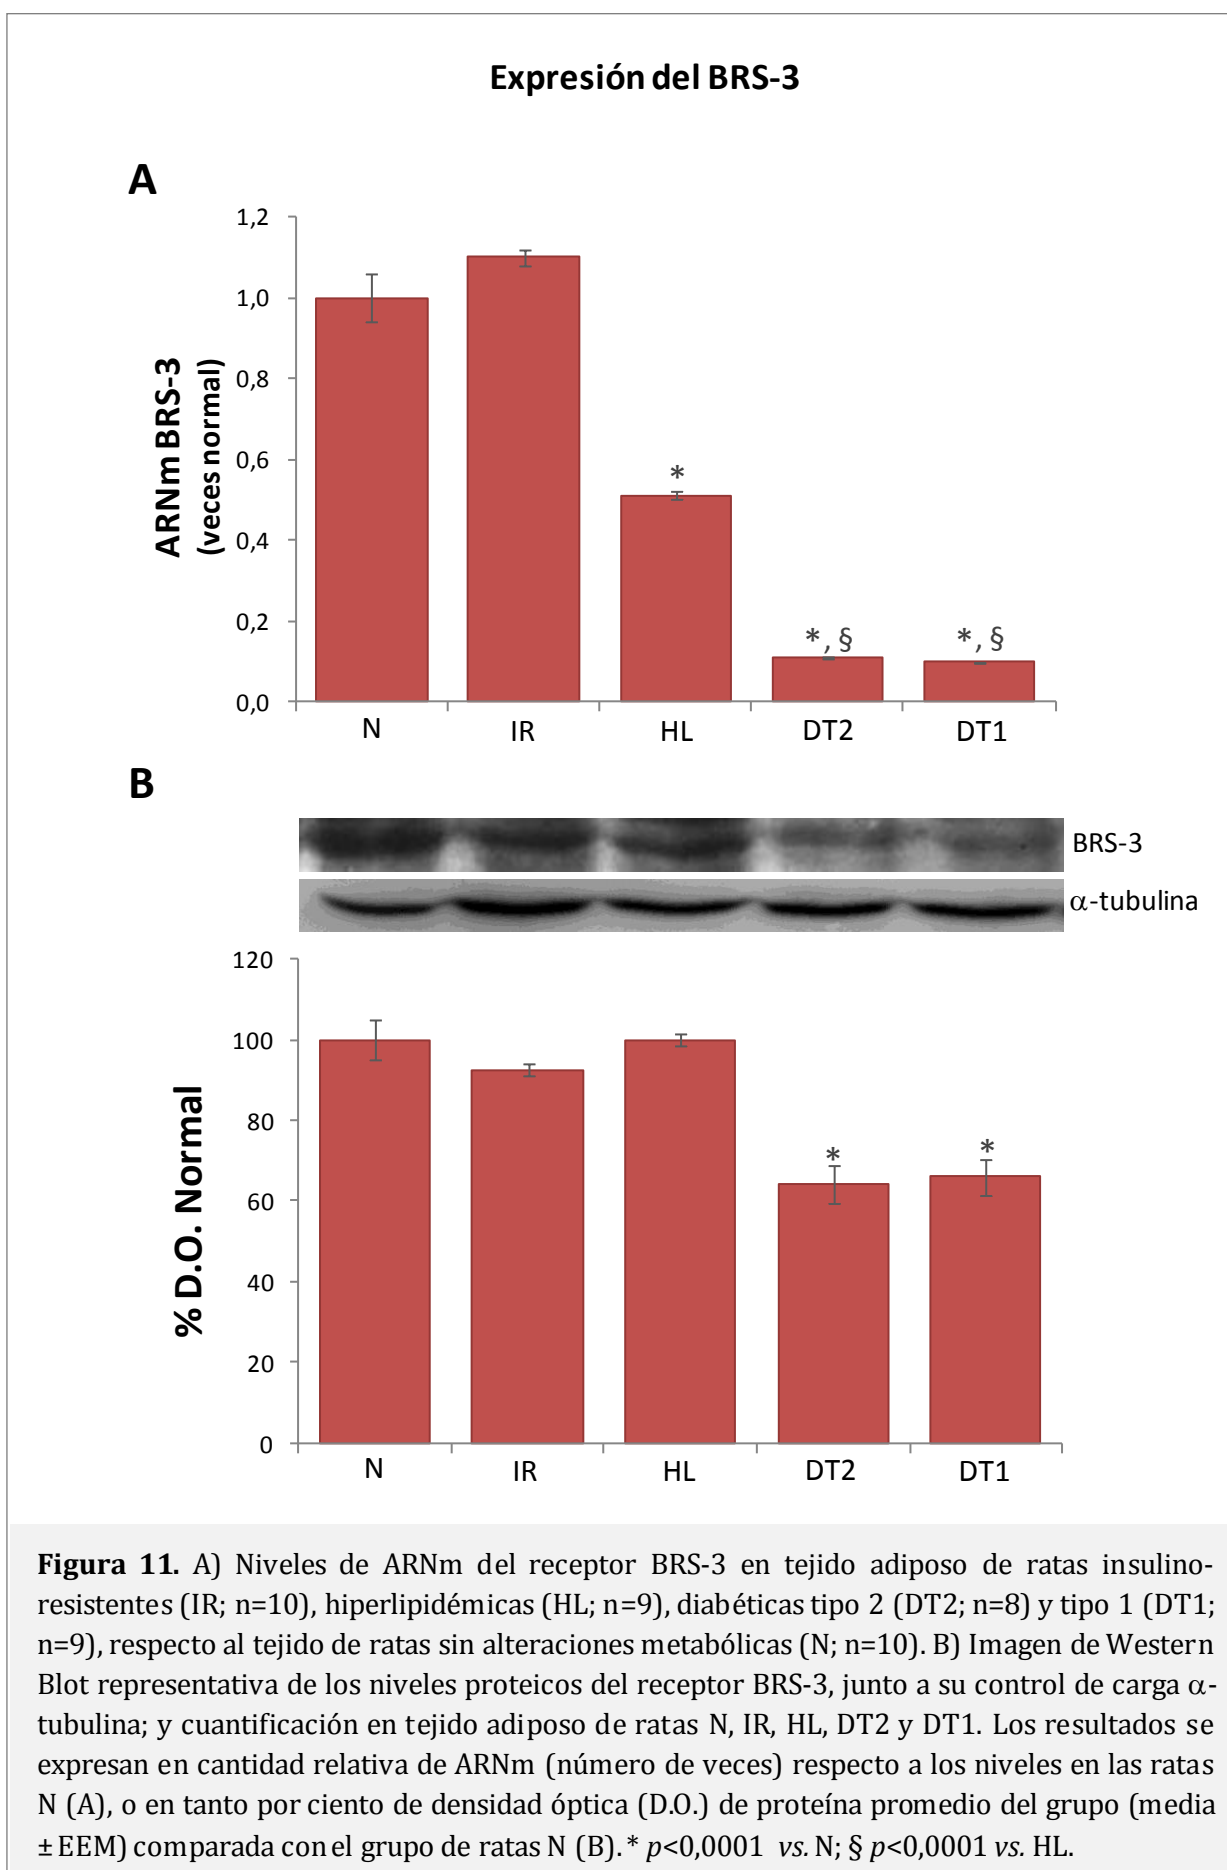 Expresión del BRS-3
A
1,2
1,0
0,8
0,6
0,4
0,2
0,0
ARNm BRS-3
(veces normal)
*
*, §
*, §
N IR HL DT2 DT1
B
BRS-3
α-tubulina
120
100
80
60
40
20
0
% D.O. Normal
*
*
N IR HL DT2 DT1
Figura 11. A) Niveles de ARNm del receptor BRS-3 en tejido adiposo de ratas insulino-
resistentes (IR; n=10), hiperlipidémicas (HL; n=9), diabéticas tipo 2 (DT2; n=8) y tipo 1 (DT1;
n=9), respecto al tejido de ratas sin alteraciones metabólicas (N; n=10). B) Imagen de Western
Blot representativa de los niveles proteicos del receptor BRS-3, junto a su control de carga α-
tubulina; y cuantificación en tejido adiposo de ratas N, IR, HL, DT2 y DT1. Los resultados se
expresan en cantidad relativa de ARNm (número de veces) respecto a los niveles en las ratas
N (A), o en tanto por ciento de densidad óptica (D.O.) de proteína promedio del grupo (media
± EEM) comparada con el grupo de ratas N (B). * p<0,0001 vs. N; § p<0,0001 vs. HL.